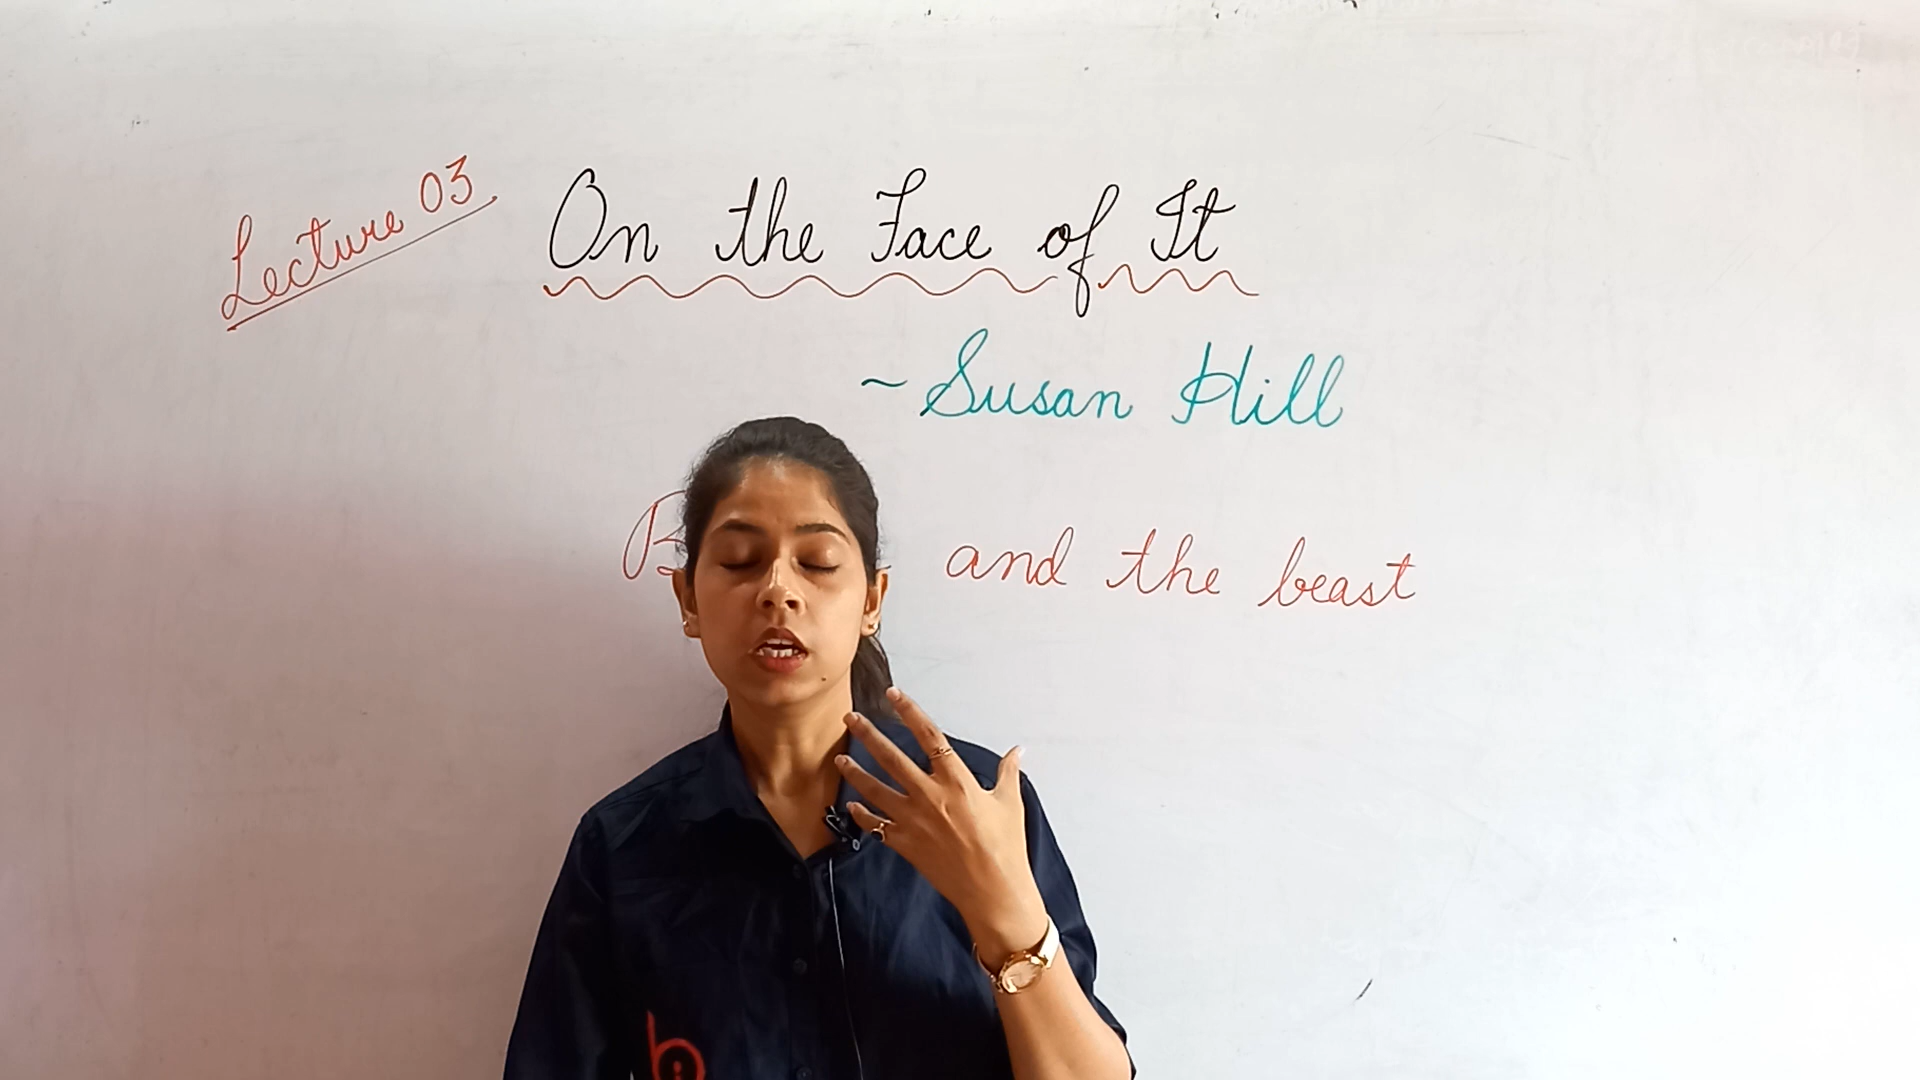 Lecture 03
On the Face of It
~ Susan Hill
and the beast